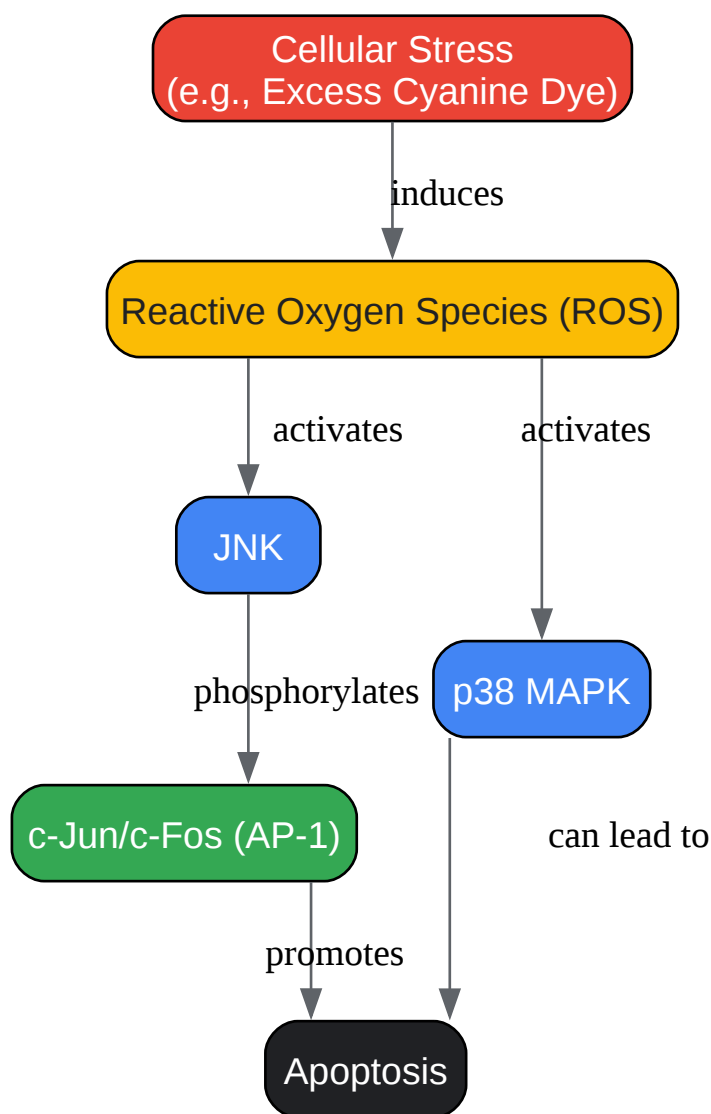 Cellular Stress
(e.g., Excess Cyanine Dye)
induces
Reactive Oxygen Species (ROS)
activates
activates
JNK
phosphorylates
p38 MAPK
c-Jun/c-Fos (AP-1)
can lead to
promotes
Apoptosis